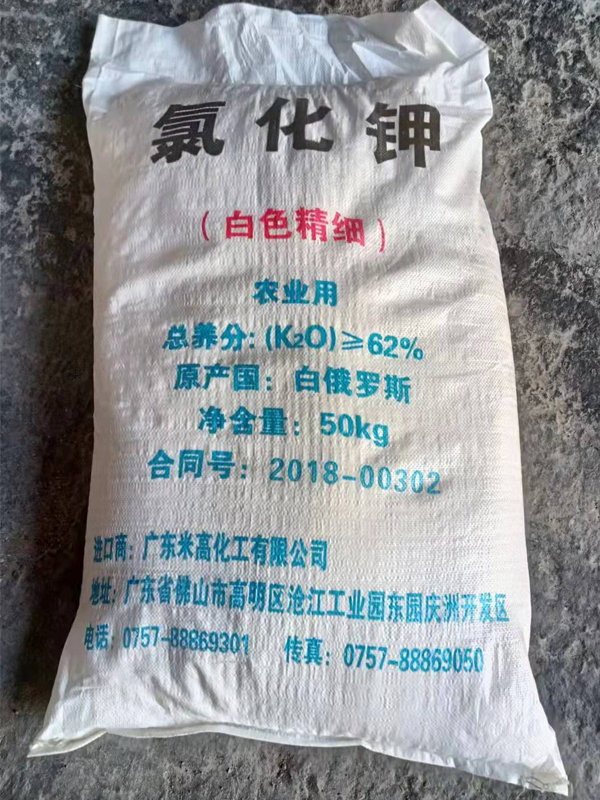 氯化钾
(白色精细)
农业用
总养分:(K₂O)≥62%
原产国:白俄罗斯
净含量:50kg
合同号:2018-00302
进口商:广东米高化工有限公司
地址:广东省佛山市高明区沧江工业园东园庆洲开发区
电话:0757-88869301 传真:0757-88869050